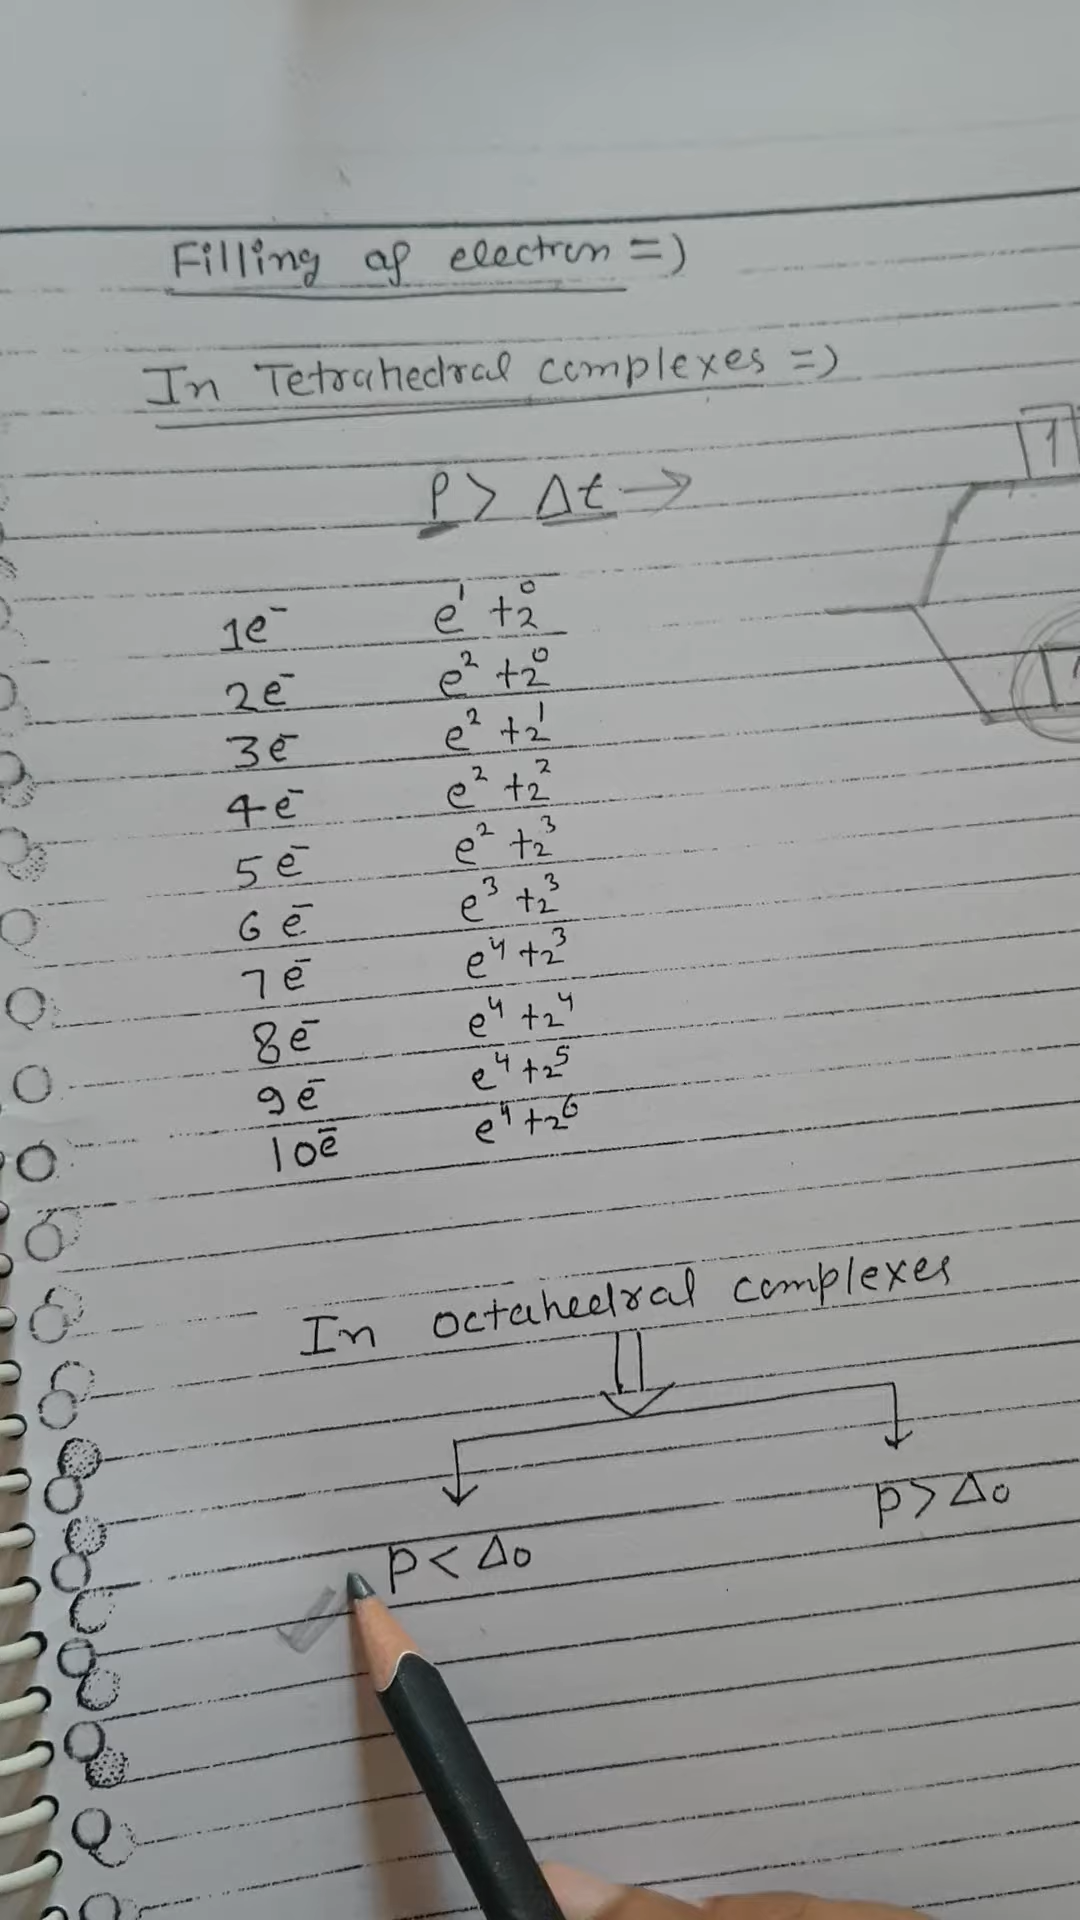 Filling of electron =)
In Tetrahedral complexes =)
P > Δt →
1e⁻ e¹ t₂⁰
2e⁻ e² t₂⁰
3e⁻ e² t₂¹
4e⁻ e² t₂²
5e⁻ e² t₂³
6e⁻ e³ t₂³
7e⁻ e⁴ t₂³
8e⁻ e⁴ t₂⁴
9e⁻ e⁴ t₂⁵
10e⁻ e⁴ t₂⁶
In octahedral complexes
P < Δo P > Δo